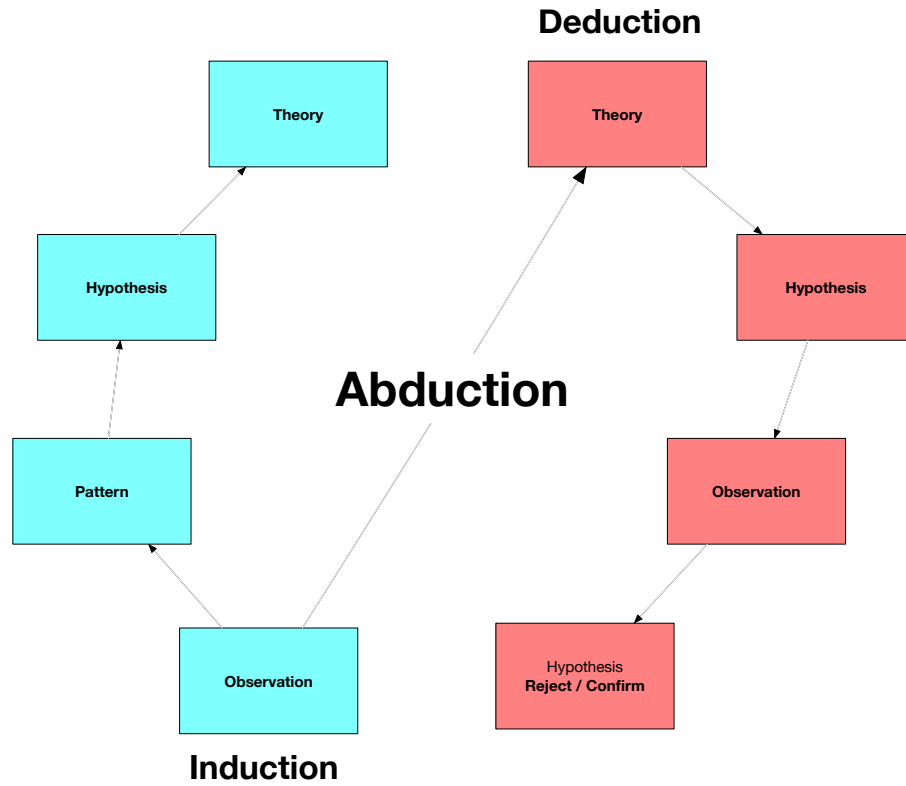 Deduction
Theory
Theory
Hypothesis
Hypothesis
Abduction
Pattern
Observation
Observation
Hypothesis
Reject / Confirm
Induction